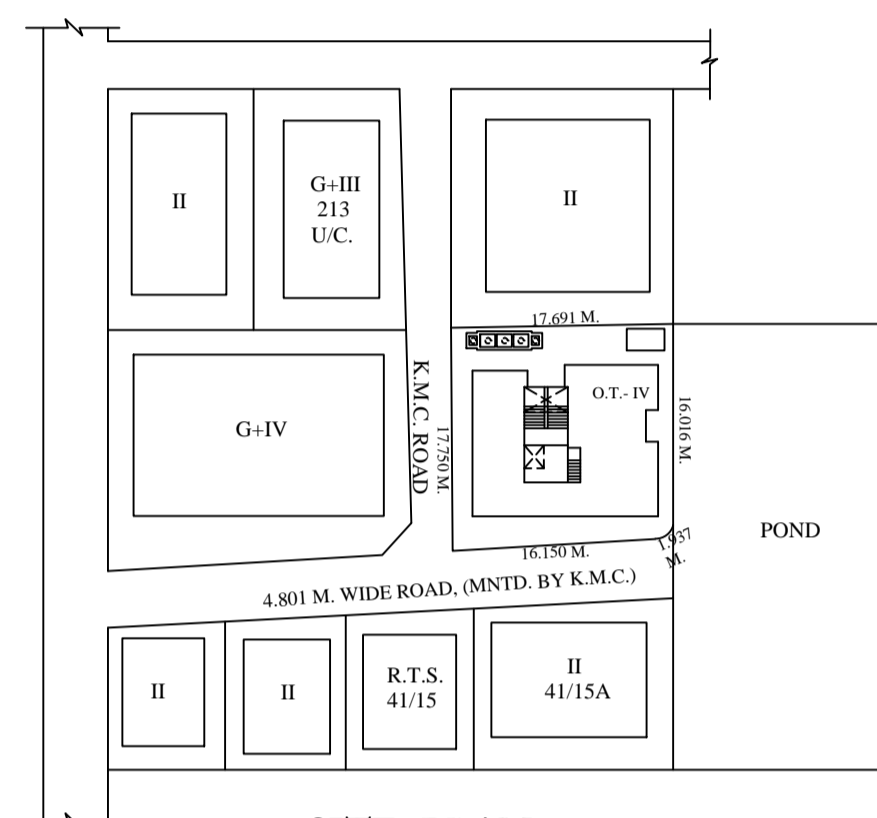 II
G+III
213
U/C.
II
17.691 M.
G+IV
K.M.C. ROAD
17.750 M.
O.T.- IV
16.016 M.
POND
16.150 M.
1.937
M.
4.801 M. WIDE ROAD, (MNTD. BY K.M.C.)
II
II
R.T.S.
41/15
II
41/15A